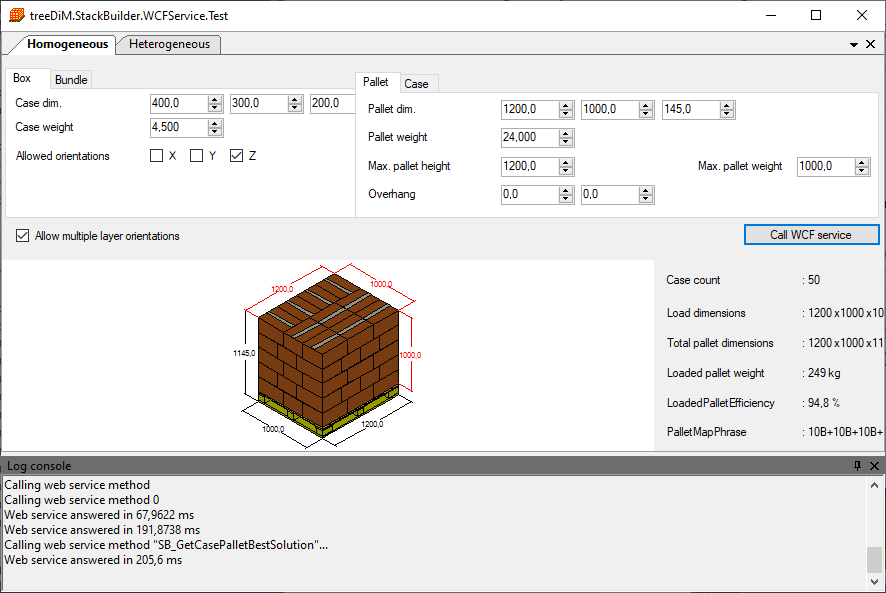 treeDiM.StackBuilder.WCFService.Test
Homogeneous Heterogeneous
Box Bundle
Case dim. 400,0 300,0 200,0
Case weight 4,500
Allowed orientations X Y Z
Pallet Case
Pallet dim. 1200,0 1000,0 145,0
Pallet weight 24,000
Max. pallet height 1200,0 Max. pallet weight 1000,0
Overhang 0,0 0,0
Allow multiple layer orientations Call WCF service
1200,0 1000,0
1145,0 1000,0
1000,0 1200,0
Case count : 50
Load dimensions : 1200 x1000 x10
Total pallet dimensions : 1200 x1000 x11
Loaded pallet weight : 249 kg
LoadedPalletEfficiency : 94,8 %
PalletMapPhrase : 10B+10B+10B+
Log console
Calling web service method
Calling web service method 0
Web service answered in 67,9622 ms
Web service answered in 191,8738 ms
Calling web service method "SB_GetCasePalletBestSolution"...
Web service answered in 205,6 ms